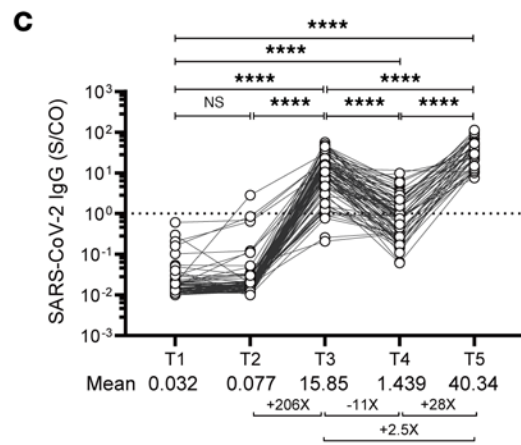 C
****
****
**** ****
NS **** **** ****
SARS-CoV-2 IgG (S/CO)
10³
10²
10¹
10⁰
10⁻¹
10⁻²
10⁻³
T1 T2 T3 T4 T5
Mean 0.032 0.077 15.85 1.439 40.34
+206X -11X +28X
+2.5X